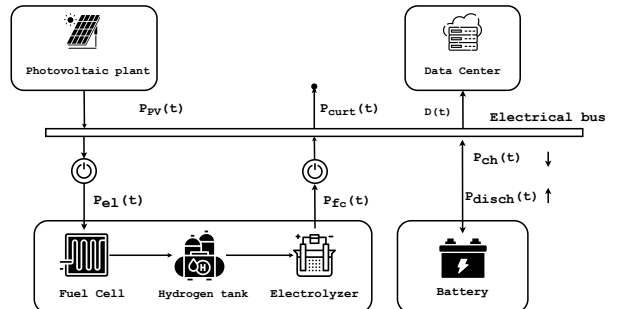 Photovoltaic plant
Data Center
P_PV(t)
P_curt(t)
D(t)
Electrical bus
P_ch(t)
P_el(t)
P_fc(t)
P_disch(t)
H
Fuel Cell
Hydrogen tank
Electrolyzer
Battery